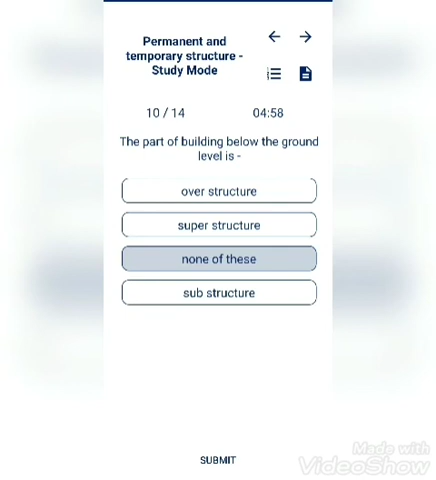 Permanent and
temporary structure -
Study Mode
10 / 14
04:58
The part of building below the ground
level is -
over structure
super structure
none of these
sub structure
SUBMIT
Made with
VideoShow